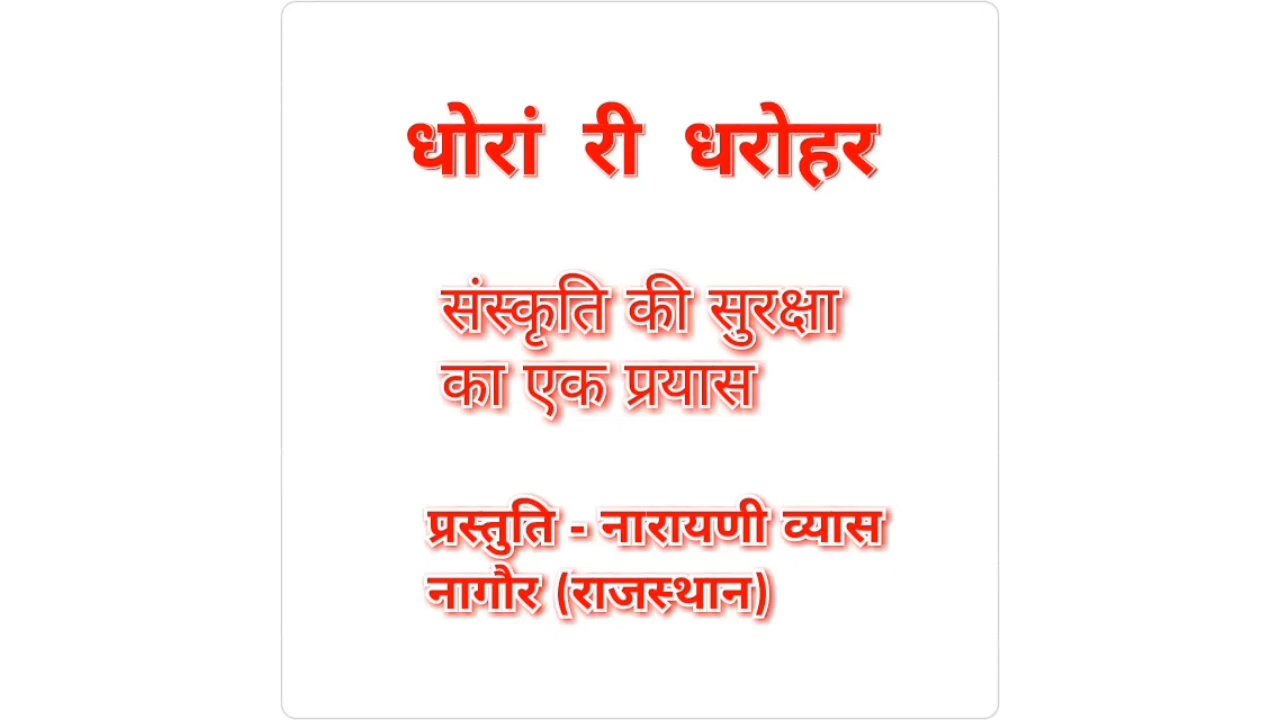 धोरां री धरोहर
संस्कृति की सुरक्षा
का एक प्रयास
प्रस्तुति - नारायणी व्यास
नागौर (राजस्थान)